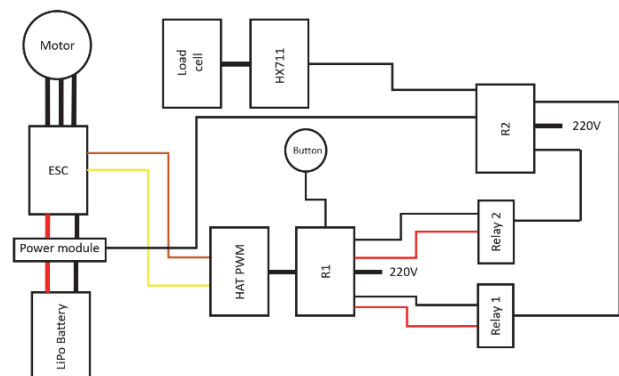 Motor
Load
cell
HX711
R2
220V
Button
ESC
Power module
HAT PWM
R1
220V
Relay 2
Relay 1
LiPo Battery